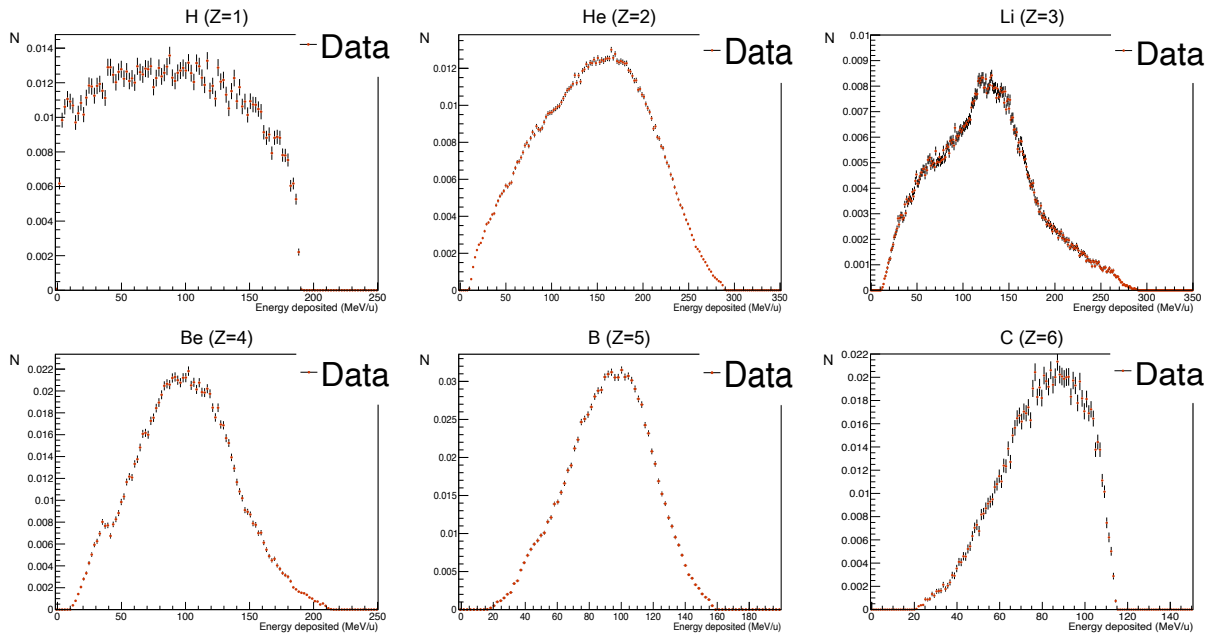 H (Z=1)
N
Data
0.014
0.012
0.01
0.008
0.006
0.004
0.002
0
0 50 100 150 200 250
Energy deposited (MeV/u)
He (Z=2)
N
Data
0.012
0.01
0.008
0.006
0.004
0.002
0
0 50 100 150 200 250 300 350
Energy deposited (MeV/u)
Li (Z=3)
N
Data
0.01
0.009
0.008
0.007
0.006
0.005
0.004
0.003
0.002
0.001
0
0 50 100 150 200 250 300 350
Energy deposited (MeV/u)
Be (Z=4)
N
Data
0.022
0.02
0.018
0.016
0.014
0.012
0.01
0.008
0.006
0.004
0.002
0
0 50 100 150 200 250
Energy deposited (MeV/u)
B (Z=5)
N
Data
0.03
0.025
0.02
0.015
0.01
0.005
0
0 20 40 60 80 100 120 140 160 180
Energy deposited (MeV/u)
C (Z=6)
N
Data
0.022
0.02
0.018
0.016
0.014
0.012
0.01
0.008
0.006
0.004
0.002
0
0 20 40 60 80 100 120 140
Energy deposited (MeV/u)